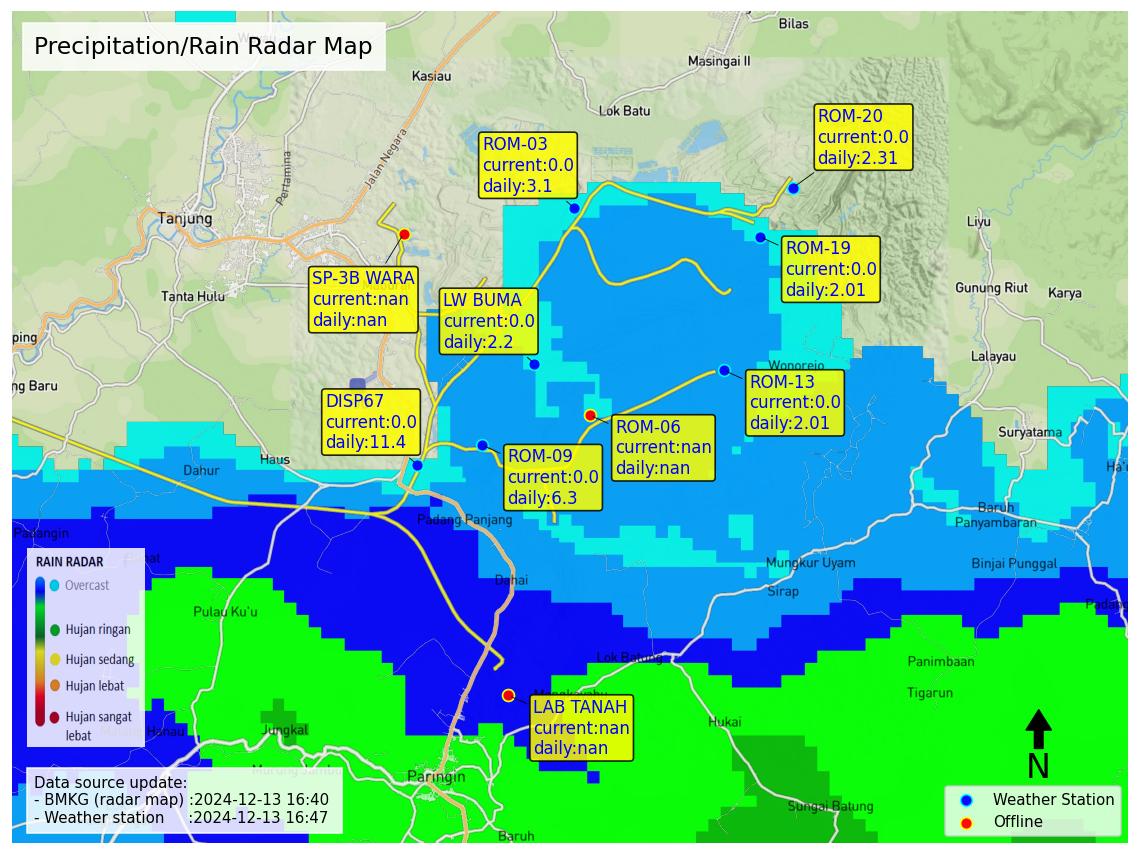 Precipitation/Rain Radar Map
Bilas
Masingai II
Kasiau
Lok Batu
Jalan Negara
Pertamina
Tanjung
Tanta Hulu
ROM-20
current:0.0
daily:2.31
ROM-03
current:0.0
daily:3.1
ROM-19
current:0.0
daily:2.01
Liyu
Gunung Riut
Karya
Lalayau
SP-3B WARA
current:nan
daily:nan
LW BUMA
current:0.0
daily:2.2
ping
ng Baru
Wonorejo
ROM-13
current:0.0
daily:2.01
DISP67
current:0.0
daily:11.4
ROM-06
current:nan
daily:nan
ROM-09
current:0.0
daily:6.3
Suryatama
Ha'u
Dahur
Haus
Padang Panjang
Baruh
Panyambaran
Padangin
Mungkur Uyam
Binjai Punggal
Dahai
Sirap
Pulau Ku'u
Padang
Lok Batung
Panimbaan
Tigarun
LAB TANAH
current:nan
daily:nan
Hukai
Jungkal
Paringin
Sungai Batung
Baruh
RAIN RADAR
Overcast
Hujan ringan
Hujan sedang
Hujan lebat
Hujan sangat
lebat
Data source update:
- BMKG (radar map) :2024-12-13 16:40
- Weather station :2024-12-13 16:47
N
Weather Station
Offline